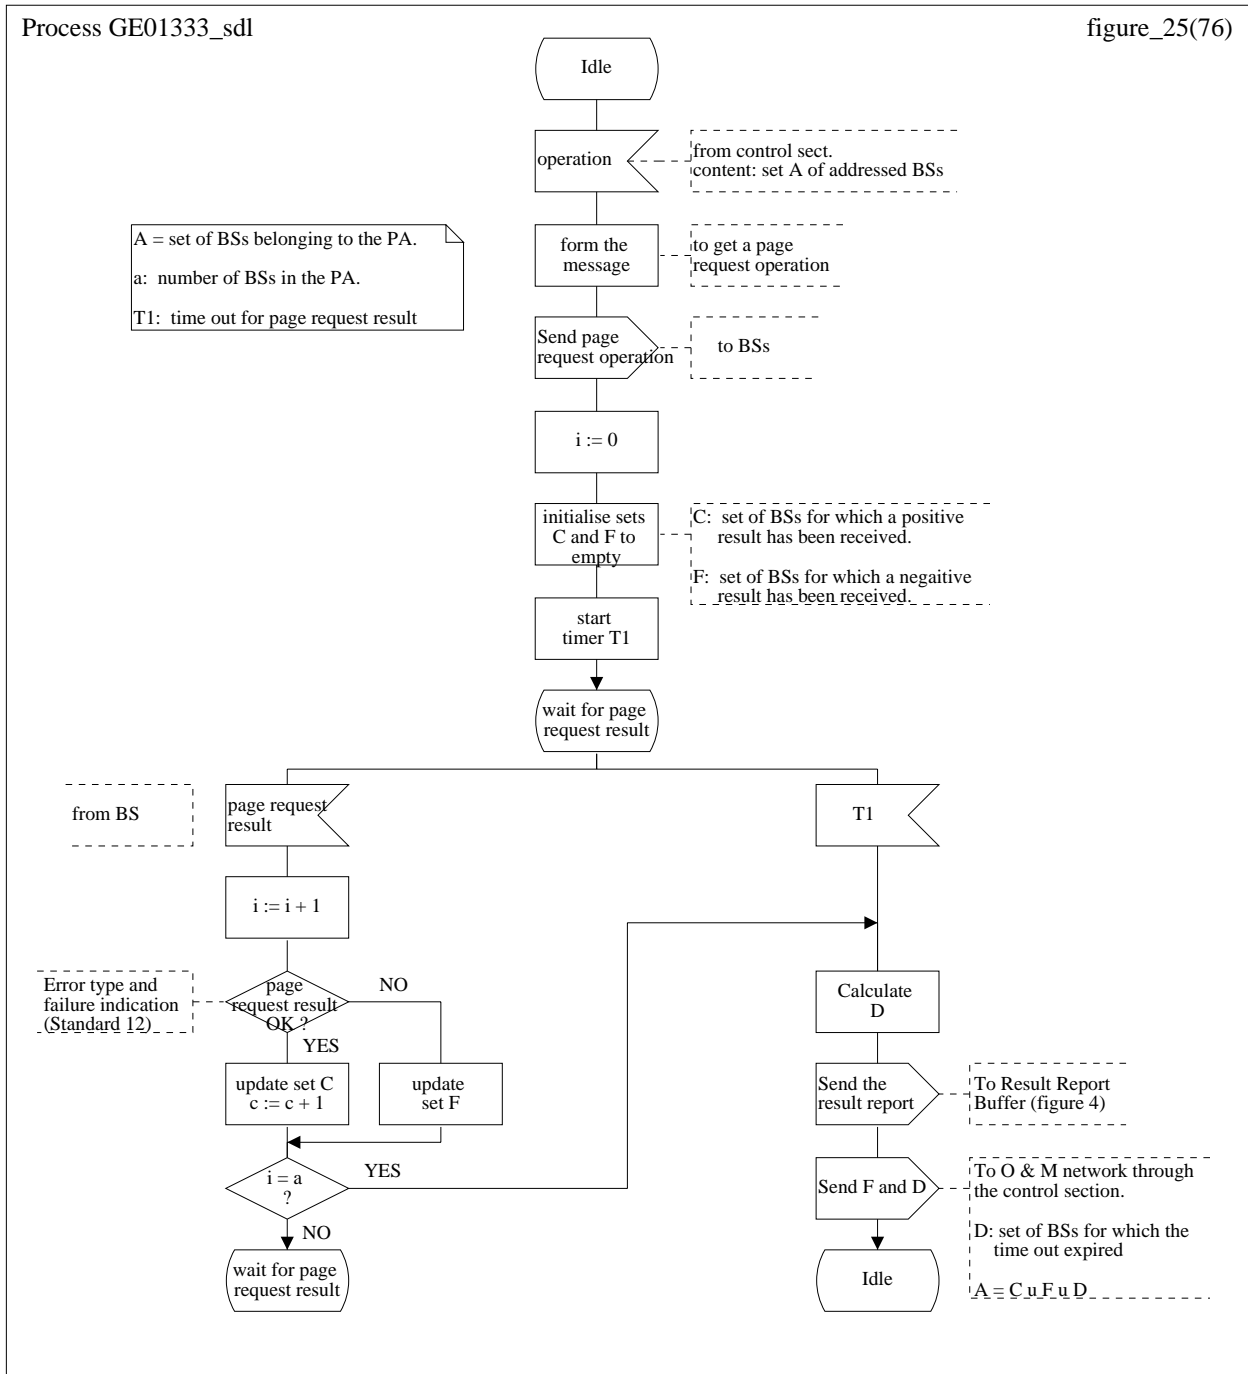 Process GE01333_sdl
figure_25(76)
Idle
operation
from control sect.
content: set A of addressed BSs
A = set of BSs belonging to the PA.
a: number of BSs in the PA.
T1: time out for page request result
form the
message
to get a page
request operation
Send page
request operation
to BSs
i := 0
initialise sets
C and F to
empty
C: set of BSs for which a positive
result has been received.
F: set of BSs for which a negaitive
result has been received.
start
timer T1
wait for page
request result
from BS
page request
result
T1
i := i + 1
Error type and
failure indication
(Standard 12)
page
request result
OK ?
NO
YES
Calculate
D
update set C
c := c + 1
update
set F
Send the
result report
To Result Report
Buffer (figure 4)
i = a
?
YES
NO
Send F and D
To O & M network through
the control section.
D: set of BSs for which the
time out expired
A = C u F u D
wait for page
request result
Idle